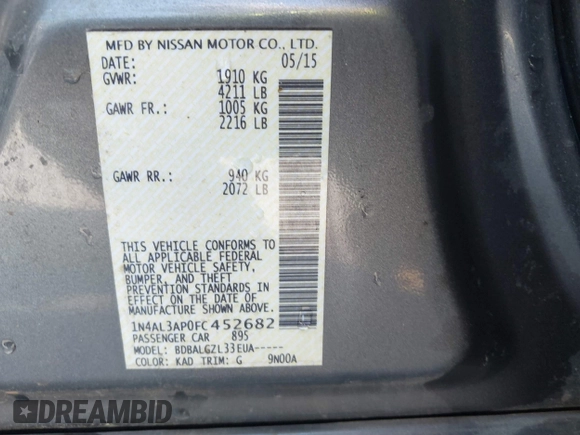 MFD BY NISSAN MOTOR CO., LTD.
DATE: 05/15
GVWR: 1910 KG
4211 LB
GAWR FR.: 1005 KG
2216 LB
GAWR RR.: 940 KG
2072 LB
THIS VEHICLE CONFORMS TO
ALL APPLICABLE FEDERAL
MOTOR VEHICLE SAFETY,
BUMPER, AND THEFT
PREVENTION STANDARDS IN
EFFECT ON THE DATE OF
MANUFACTURE SHOWN ABOVE.
1N4AL3AP0FC452682
PASSENGER CAR 895
MODEL: BDBALGZL33EUA-----
COLOR: KAD TRIM: G 9N00A
DREAMBID